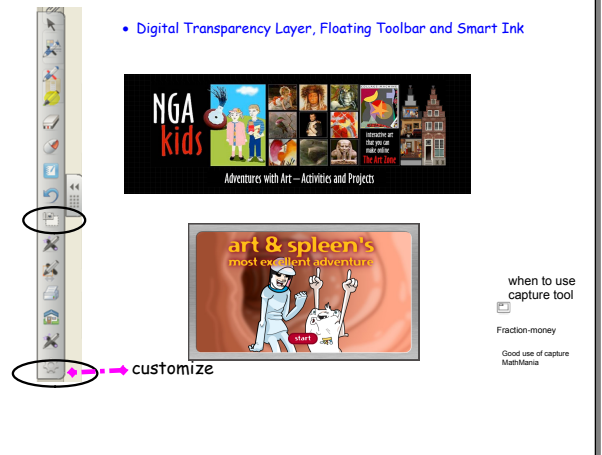 • Digital Transparency Layer, Floating Toolbar and Smart Ink
NGA
kids
interactive art
that you can
make online
The Art Zone
Adventures with Art – Activities and Projects
art & spleen's
most excellent adventure
start
when to use
capture tool
Fraction-money
Good use of capture
MathMania
customize